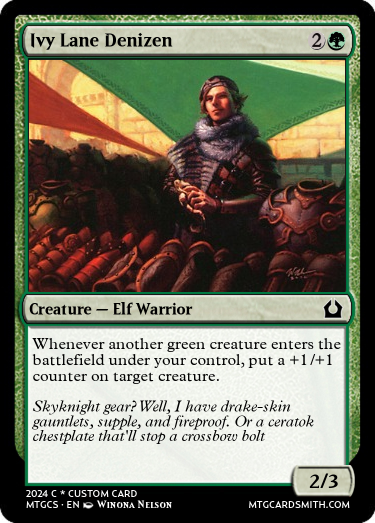 Ivy Lane Denizen 2
Creature — Elf Warrior
Whenever another green creature enters the
battlefield under your control, put a +1/+1
counter on target creature.
Skyknight gear? Well, I have drake-skin
gauntlets, supple, and fireproof. Or a ceratok
chestplate that'll stop a crossbow bolt
2/3
2024 C * CUSTOM CARD
MTGCS · EN Winona Nelson
MTGCARDSMITH.COM